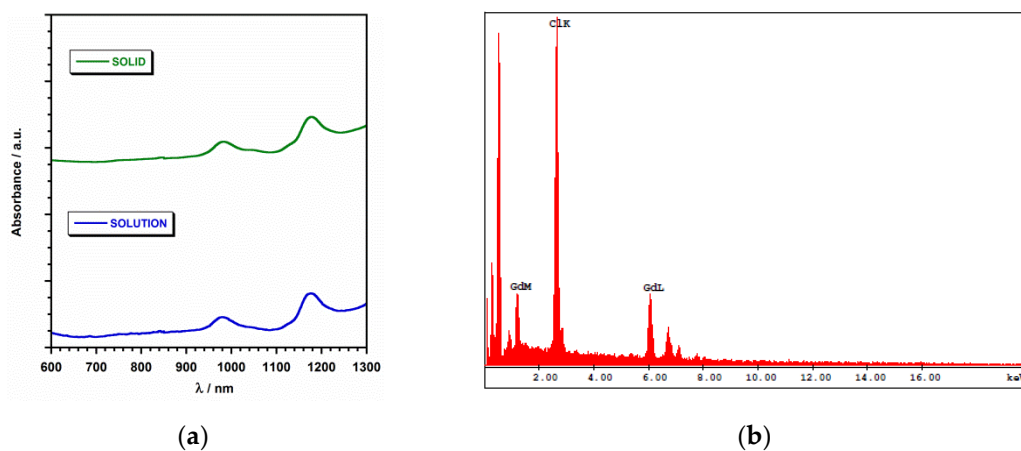 Absorbance / a.u.
SOLID
SOLUTION
600 700 800 900 1000 1100 1200 1300
λ / nm
(a)
ClK
GdM
GdL
2.00 4.00 6.00 8.00 10.00 12.00 14.00 16.00
(b)